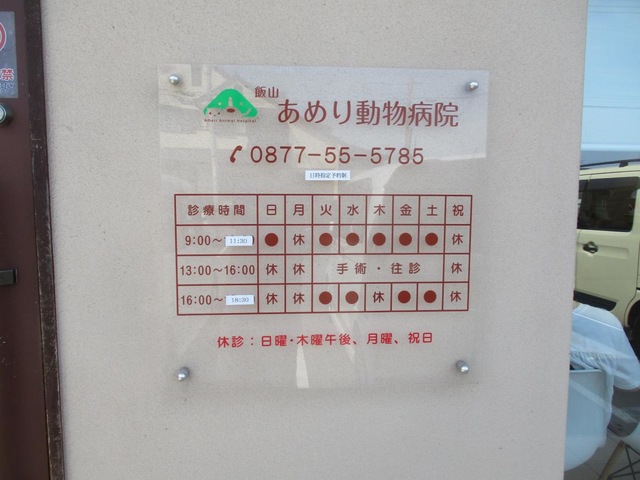 飯山
あめり動物病院
0877-55-5785
日時指定予約制
診療時間 日 月 火 水 木 金 土 祝
9:00〜11:30 ● 休 ● ● ● ● ● 休
13:00〜16:00 休 休 手術・往診 休
16:00〜18:30 休 休 ● ● 休 ● ● 休
休診：日曜・木曜午後、月曜、祝日
禁